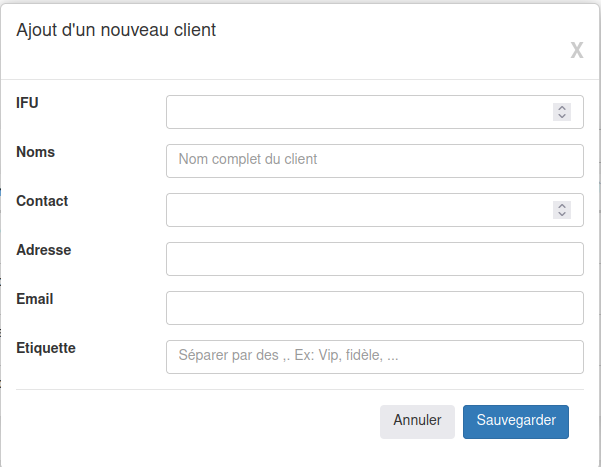 Ajout d'un nouveau client
X
IFU
Noms
Nom complet du client
Contact
Adresse
Email
Etiquette
Séparer par des ,. Ex: Vip, fidèle, ...
Annuler
Sauvegarder